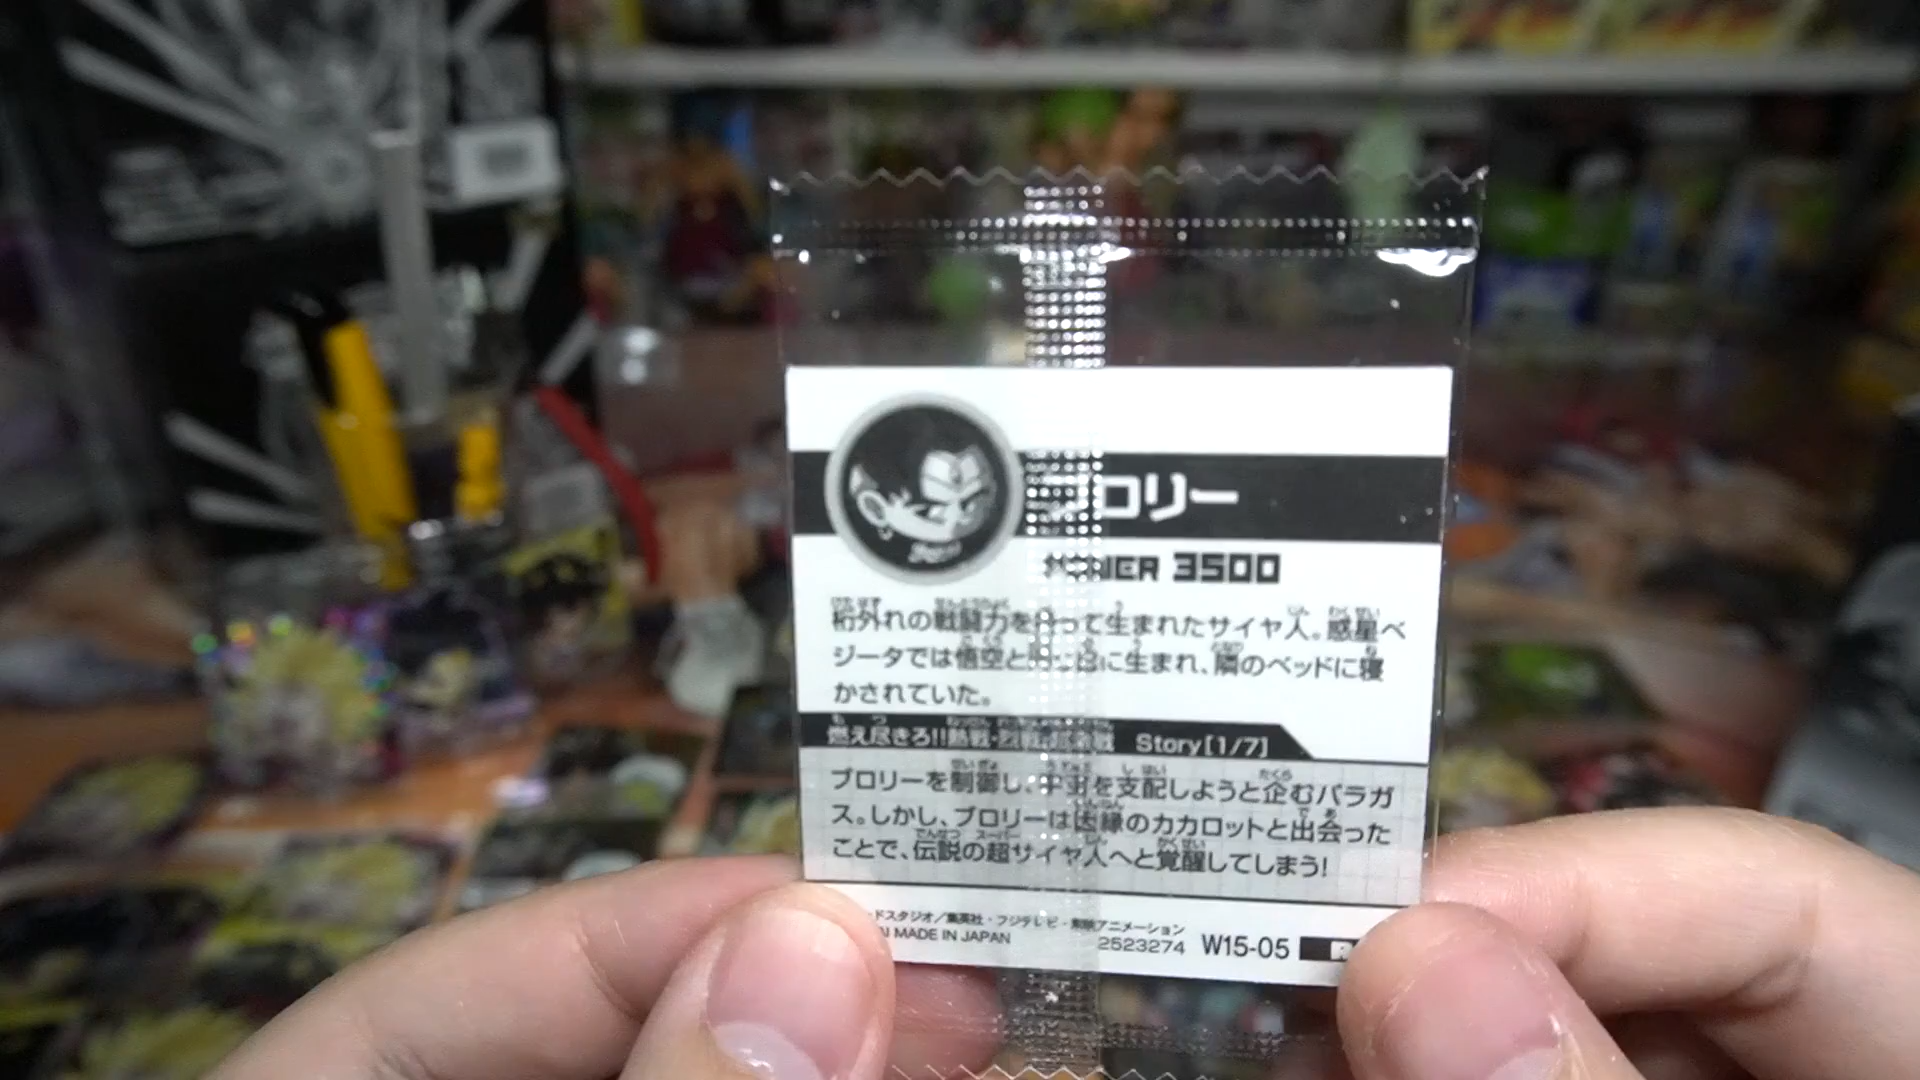 ロリー
POWER 3500
桁外れの戦闘力を持って生まれたサイヤ人。惑星ベ
ジータでは悟空と同じ日に生まれ、隣のベッドに寝
かされていた。
燃え尽きろ!!熱戦・烈戦・超激戦 Story[1/7]
ブロリーを制御し、宇宙を支配しようと企むパラガ
ス。しかし、ブロリーは因縁のカカロットと出会った
ことで、伝説の超サイヤ人へと覚醒してしまう!
ドスタジオ/集英社・フジテレビ・東映アニメーション
MADE IN JAPAN 2523274 W15-05 R